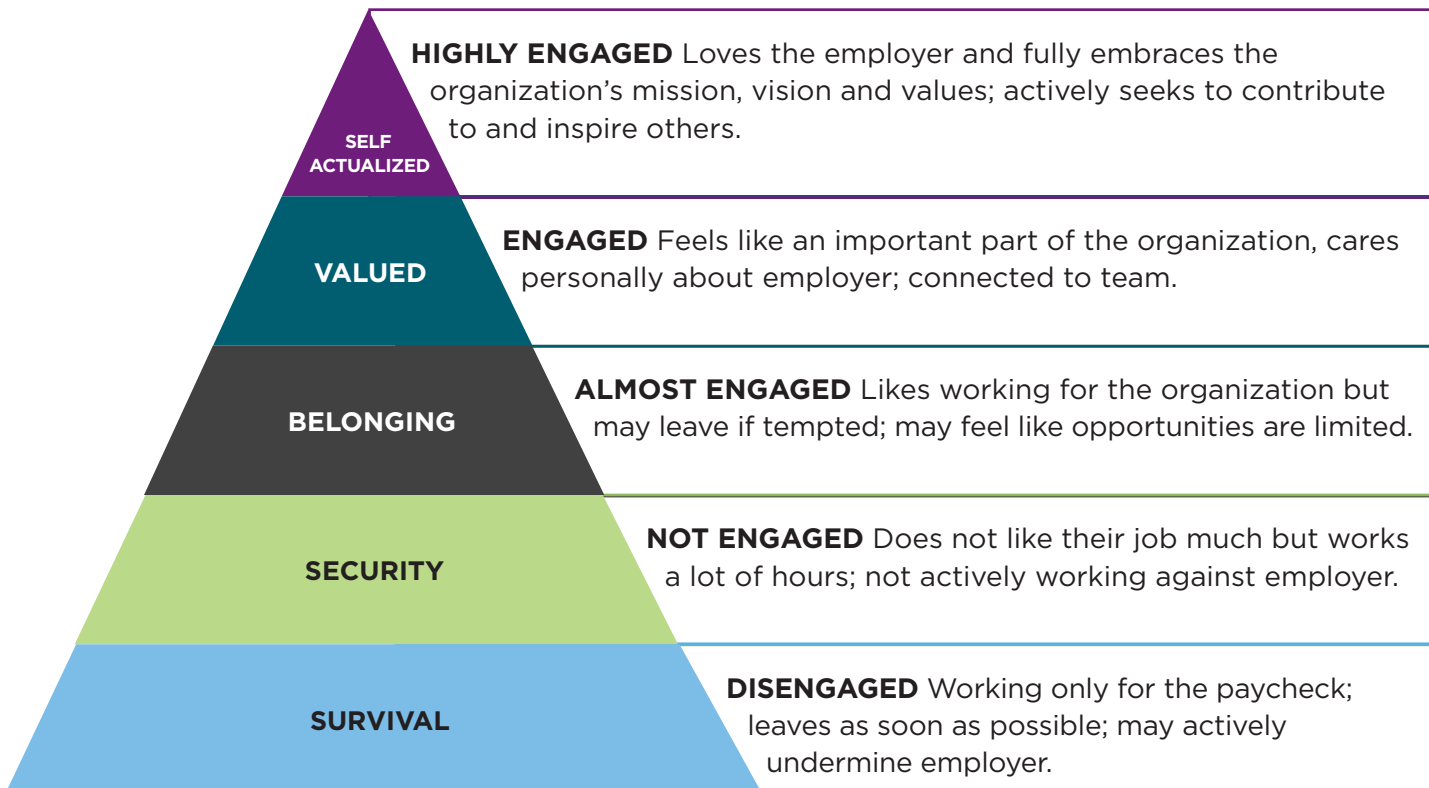 HIGHLY ENGAGED Loves the employer and fully embraces the
organization’s mission, vision and values; actively seeks to contribute
to and inspire others.
SELF
ACTUALIZED
ENGAGED Feels like an important part of the organization, cares
personally about employer; connected to team.
VALUED
ALMOST ENGAGED Likes working for the organization but
may leave if tempted; may feel like opportunities are limited.
BELONGING
NOT ENGAGED Does not like their job much but works
a lot of hours; not actively working against employer.
SECURITY
DISENGAGED Working only for the paycheck;
leaves as soon as possible; may actively
undermine employer.
SURVIVAL